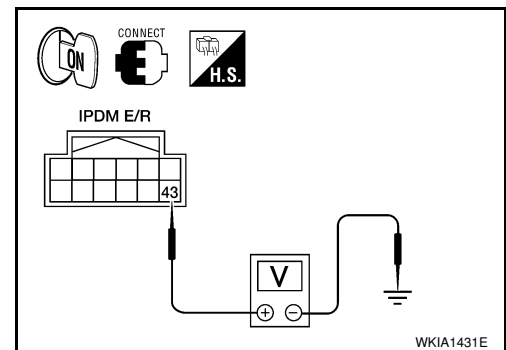 CONNECT
ON
H.S.
IPDM E/R
43
V
+ -
WKIA1431E